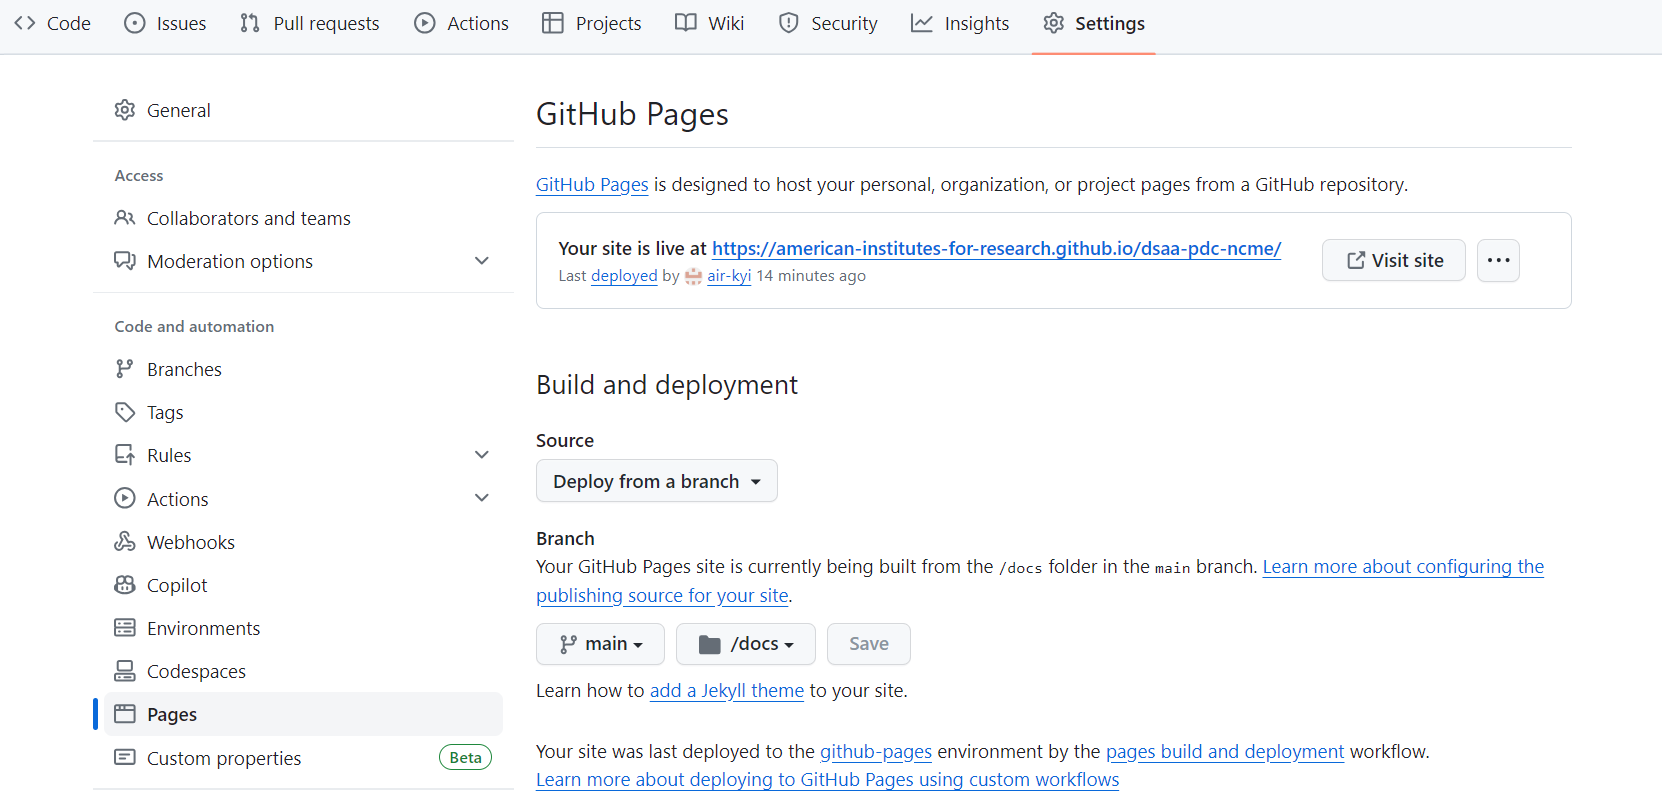 Code Issues Pull requests Actions Projects Wiki Security Insights Settings
General
Access
Collaborators and teams
Moderation options
Code and automation
Branches
Tags
Rules
Actions
Webhooks
Copilot
Environments
Codespaces
Pages
Custom properties Beta
GitHub Pages
GitHub Pages is designed to host your personal, organization, or project pages from a GitHub repository.
Your site is live at https://american-institutes-for-research.github.io/dsaa-pdc-ncme/
Last deployed by air-kyi 14 minutes ago
Visit site
Build and deployment
Source
Deploy from a branch
Branch
Your GitHub Pages site is currently being built from the /docs folder in the main branch. Learn more about configuring the
publishing source for your site.
main /docs Save
Learn how to add a Jekyll theme to your site.
Your site was last deployed to the github-pages environment by the pages build and deployment workflow.
Learn more about deploying to GitHub Pages using custom workflows